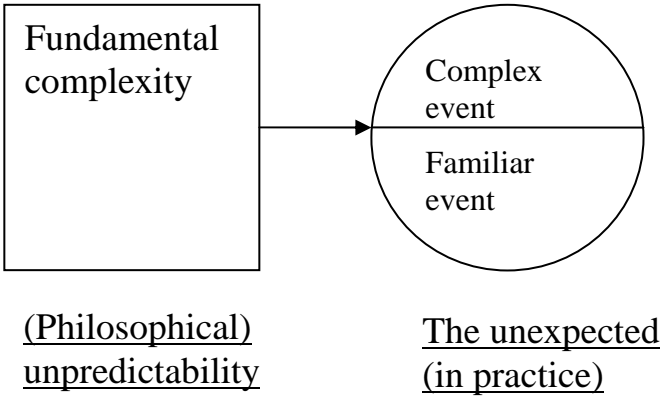 Fundamental
complexity
Complex
event
Familiar
event
(Philosophical)
unpredictability
The unexpected
(in practice)